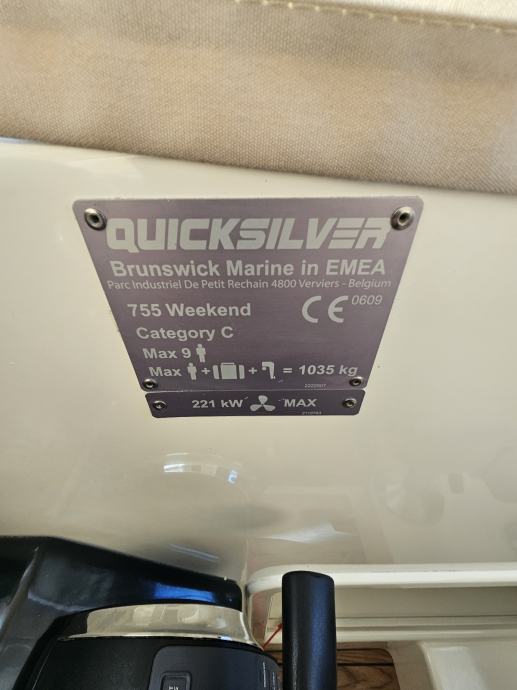 QUICKSILVER
Brunswick Marine in EMEA
Parc Industriel De Petit Rechain 4800 Verviers - Belgium
755 Weekend
CE 0609
Category C
Max 9
Max + + = 1035 kg
221 kW MAX